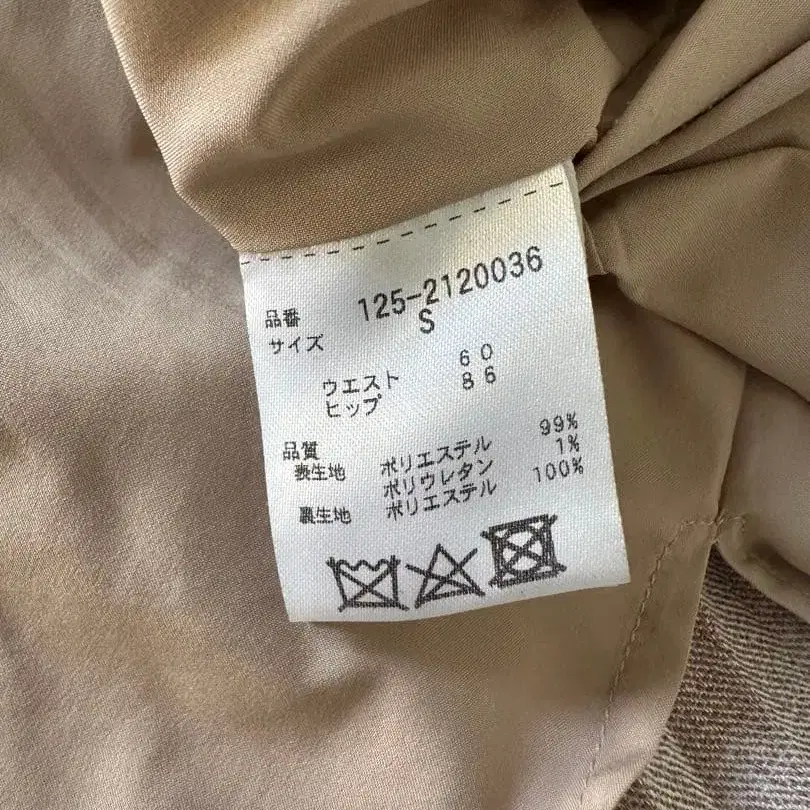 品番 125-2120036
サイズ S
ウエスト 60
ヒップ 86
品質 99%
表生地 ポリエステル 1%
ポリウレタン 100%
裏生地 ポリエステル